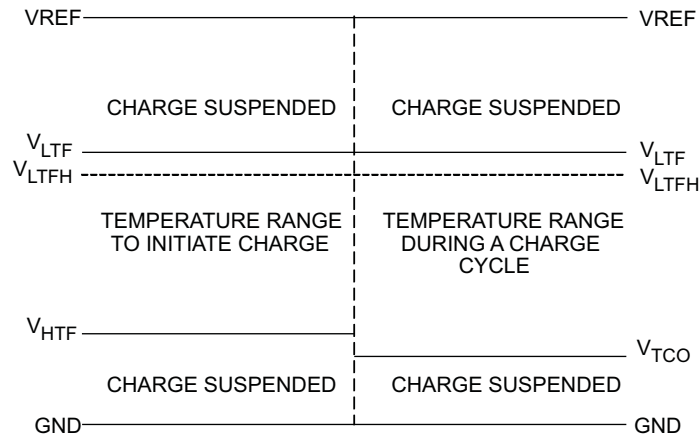 VREF VREF
CHARGE SUSPENDED CHARGE SUSPENDED
VLTF VLTF
VLTFH VLTFH
TEMPERATURE RANGE TEMPERATURE RANGE
TO INITIATE CHARGE DURING A CHARGE
CYCLE
VHTF
VTCO
CHARGE SUSPENDED CHARGE SUSPENDED
GND GND